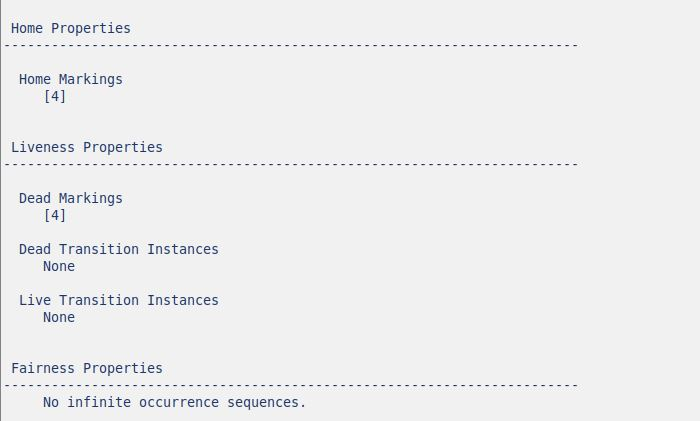 Home Properties
------------------------------------------------------------------------
Home Markings
[4]
Liveness Properties
------------------------------------------------------------------------
Dead Markings
[4]
Dead Transition Instances
None
Live Transition Instances
None
Fairness Properties
------------------------------------------------------------------------
No infinite occurrence sequences.